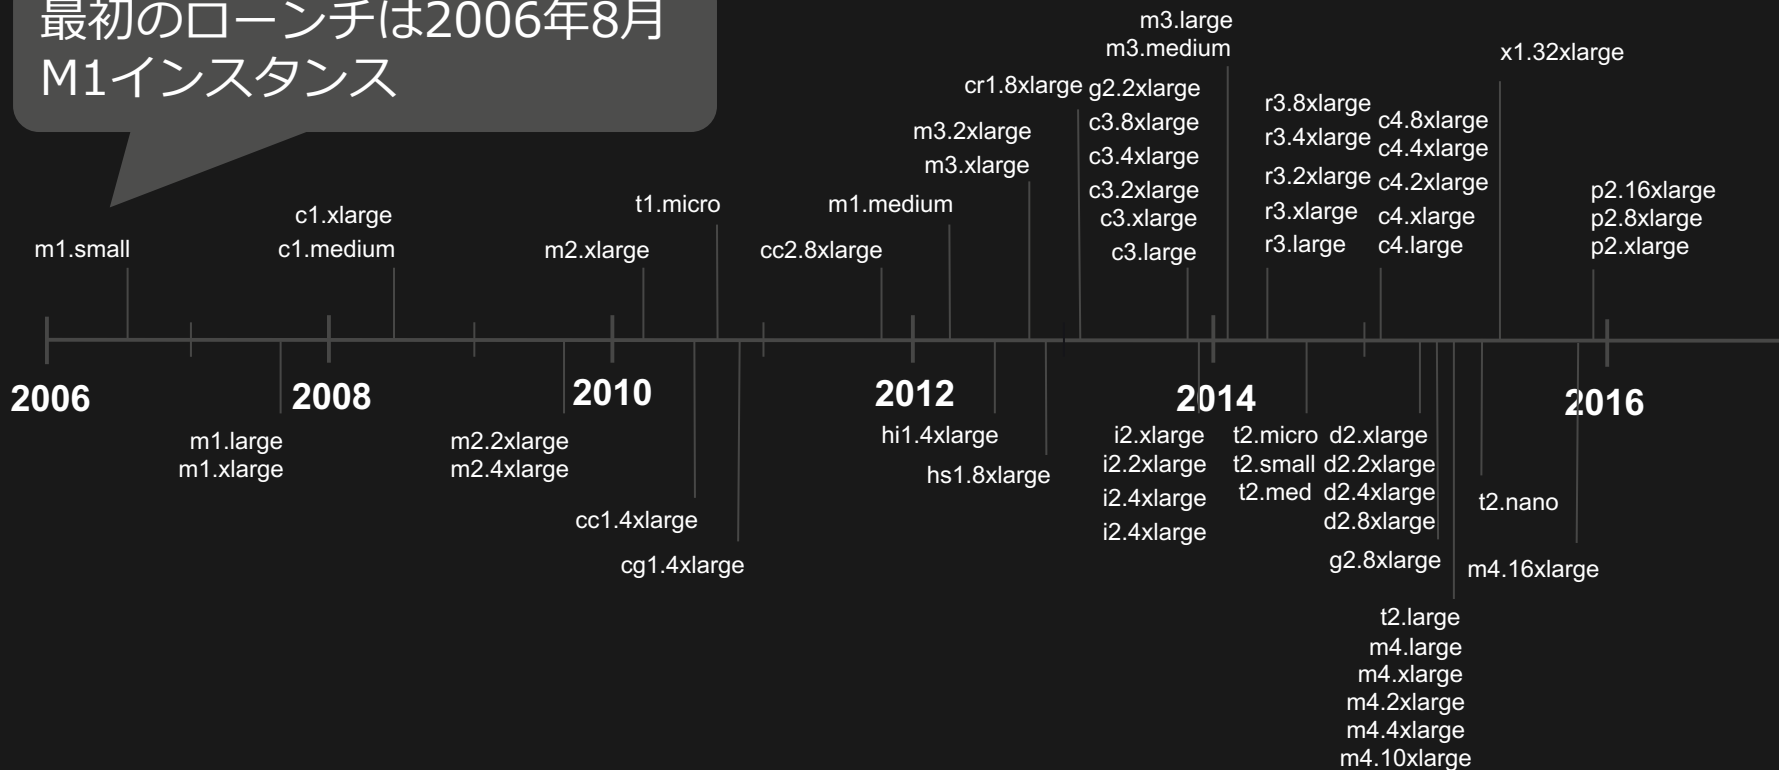 最初のローンチは2006年8月
M1インスタンス
m1.small
c1.xlarge
c1.medium
m2.xlarge
t1.micro
cc2.8xlarge
m1.medium
m3.2xlarge
m3.xlarge
cr1.8xlarge
g2.2xlarge
c3.8xlarge
c3.4xlarge
c3.2xlarge
c3.xlarge
c3.large
m3.large
m3.medium
r3.8xlarge
r3.4xlarge
r3.2xlarge
r3.xlarge
r3.large
c4.8xlarge
c4.4xlarge
c4.2xlarge
c4.xlarge
c4.large
x1.32xlarge
p2.16xlarge
p2.8xlarge
p2.xlarge
2006
2008
2010
2012
2014
2016
m1.large
m1.xlarge
m2.2xlarge
m2.4xlarge
cc1.4xlarge
cg1.4xlarge
hi1.4xlarge
hs1.8xlarge
i2.xlarge
i2.2xlarge
i2.4xlarge
i2.4xlarge
t2.micro
t2.small
t2.med
d2.xlarge
d2.2xlarge
d2.4xlarge
d2.8xlarge
g2.8xlarge
t2.large
m4.large
m4.xlarge
m4.2xlarge
m4.4xlarge
m4.10xlarge
t2.nano
m4.16xlarge